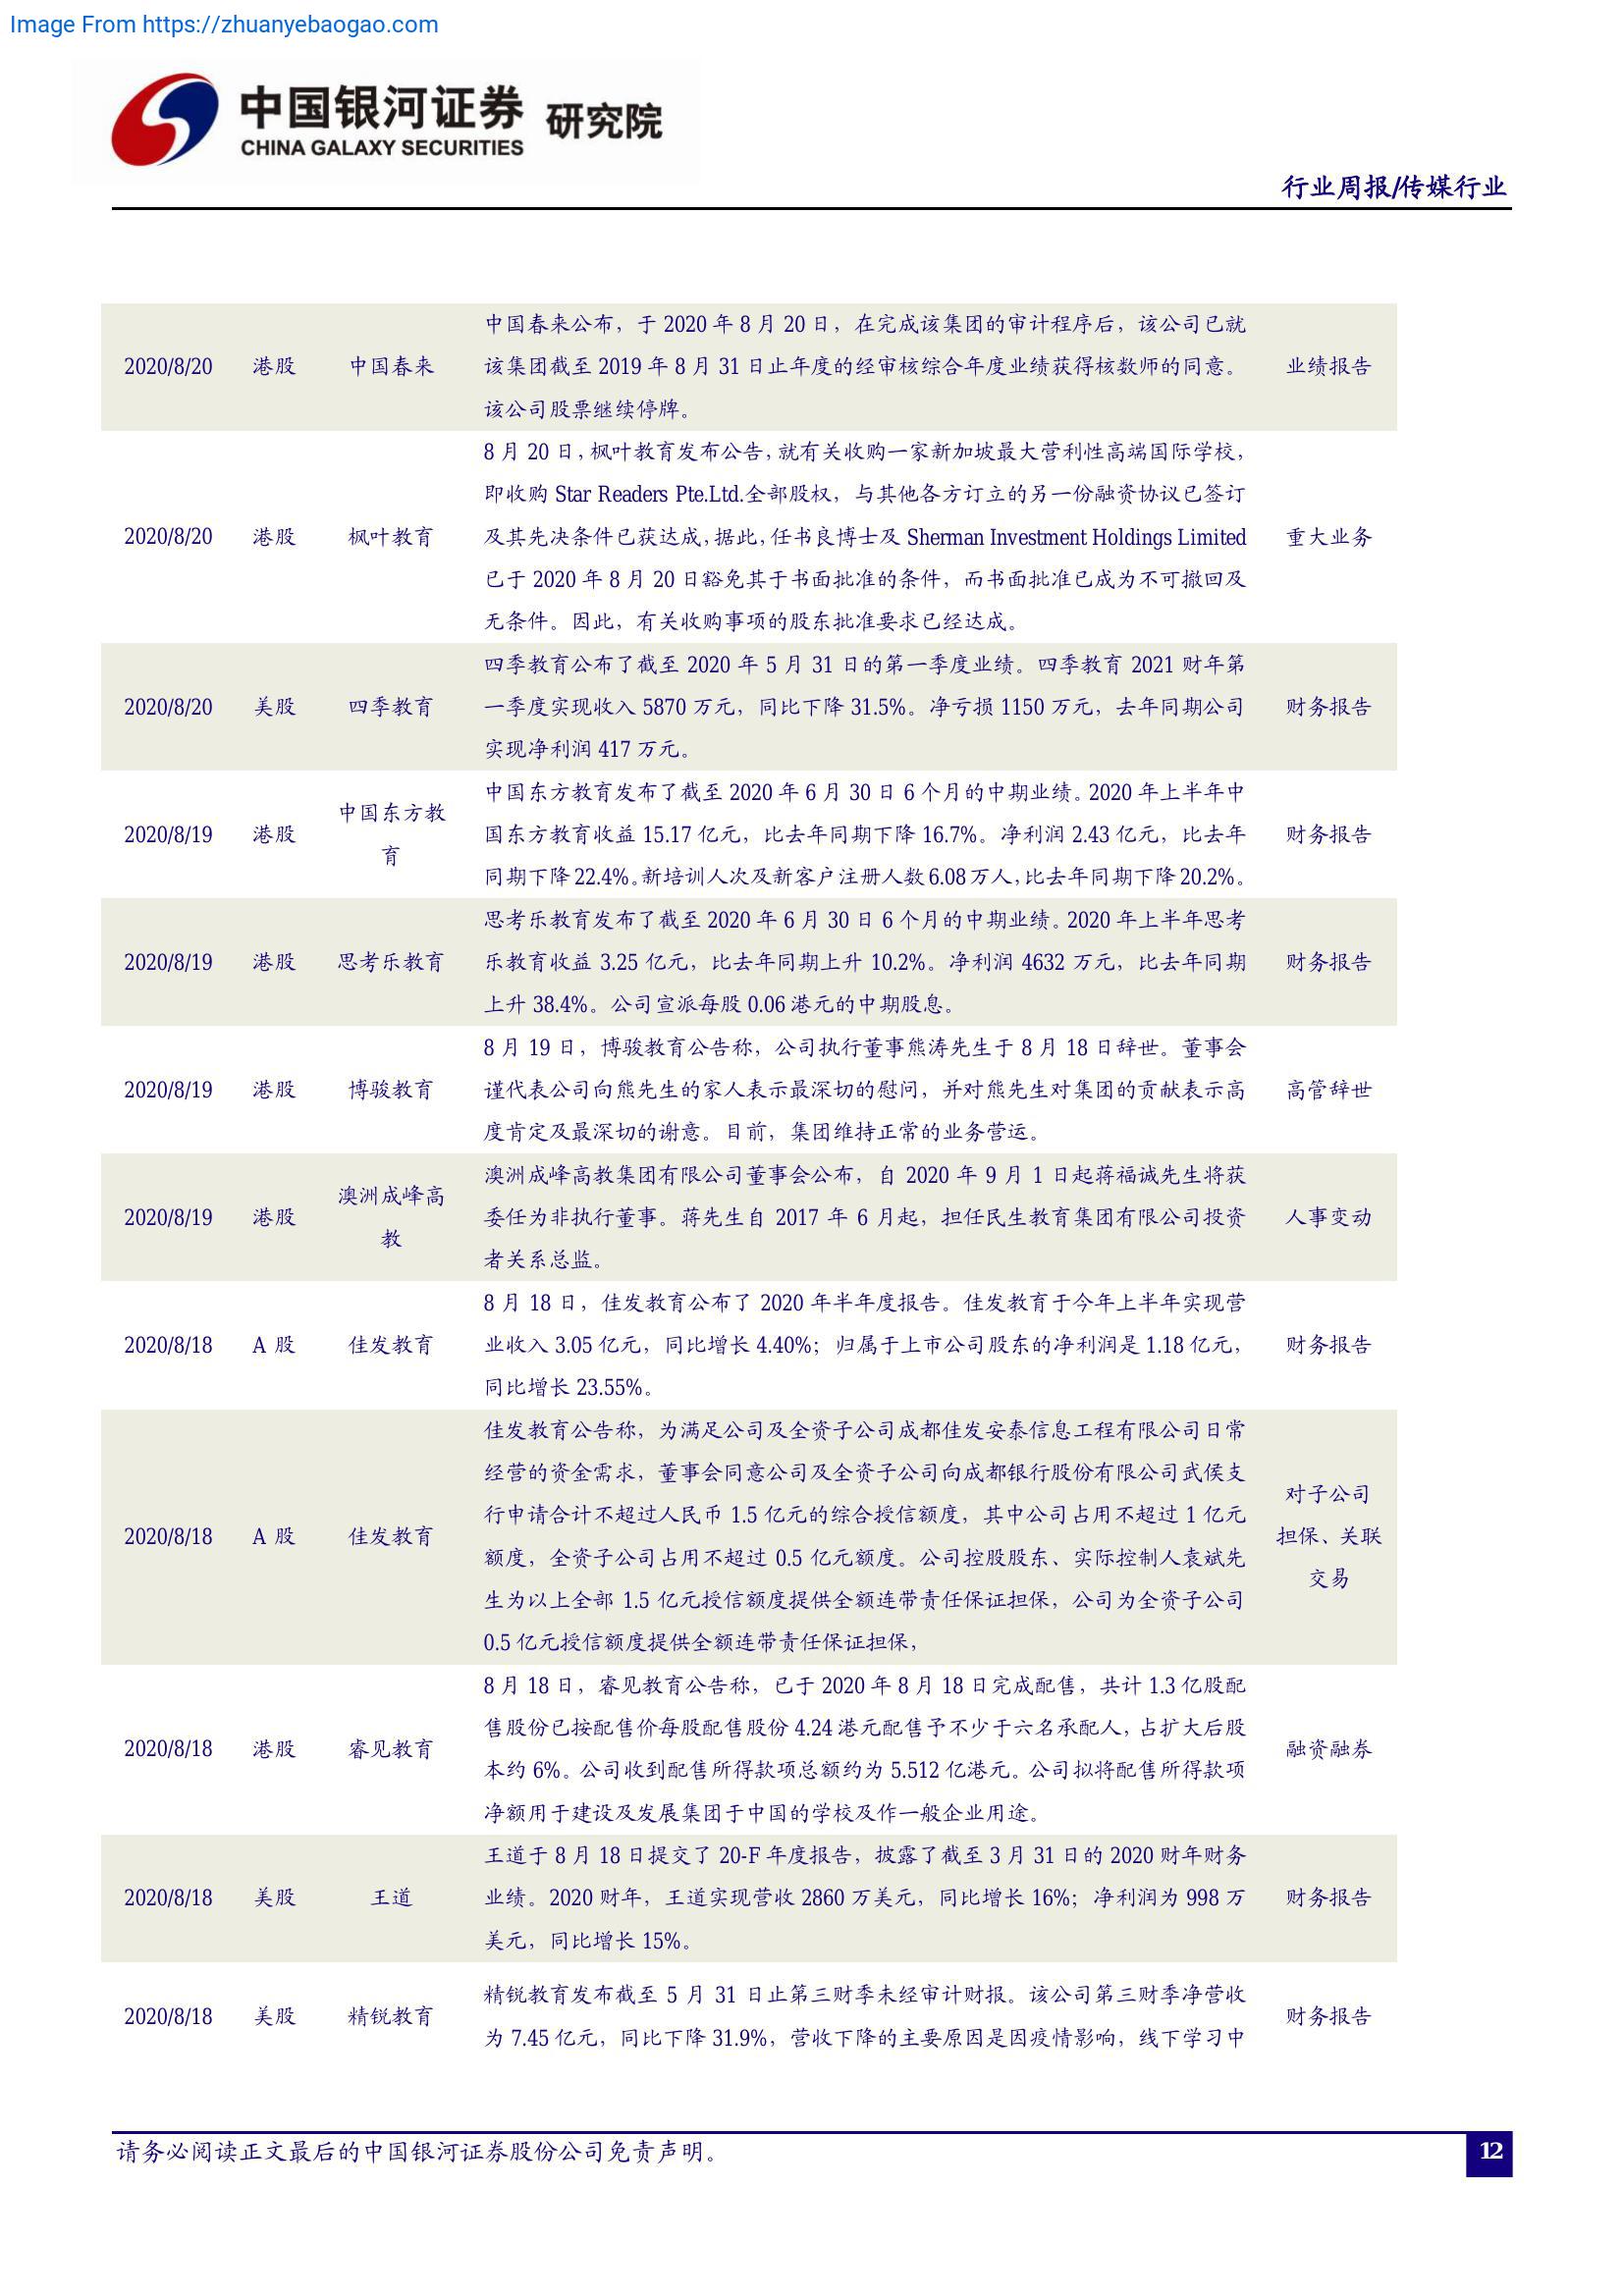 Image From https://zhuanyebaogao.com
中国银河证券 研究院
CHINA GALAXY SECURITIES
行业周报/传媒行业
2020/8/20 港股 中国春来
中国春来公布，于 2020 年 8 月 20 日，在完成该集团的审计程序后，该公司已就
该集团截至 2019 年 8 月 31 日止年度的经审核综合年度业绩获得核数师的同意。
该公司股票继续停牌。
业绩报告
2020/8/20 港股 枫叶教育
8 月 20 日，枫叶教育发布公告，就有关收购一家新加坡最大营利性高端国际学校，
即收购 Star Readers Pte.Ltd.全部股权，与其他各方订立的另一份融资协议已签订
及其先决条件已获达成，据此，任书良博士及 Sherman Investment Holdings Limited
已于 2020 年 8 月 20 日豁免其于书面批准的条件，而书面批准已成为不可撤回及
无条件。因此，有关收购事项的股东批准要求已经达成。
重大业务
2020/8/20 美股 四季教育
四季教育公布了截至 2020 年 5 月 31 日的第一季度业绩。四季教育 2021 财年第
一季度实现收入 5870 万元，同比下降 31.5%。净亏损 1150 万元，去年同期公司
实现净利润 417 万元。
财务报告
2020/8/19 港股 中国东方教
育
中国东方教育发布了截至 2020 年 6 月 30 日 6 个月的中期业绩。2020 年上半年中
国东方教育收益 15.17 亿元，比去年同期下降 16.7%。净利润 2.43 亿元，比去年
同期下降 22.4%。新培训人次及新客户注册人数 6.08 万人，比去年同期下降 20.2%。
财务报告
2020/8/19 港股 思考乐教育
思考乐教育发布了截至 2020 年 6 月 30 日 6 个月的中期业绩。2020 年上半年思考
乐教育收益 3.25 亿元，比去年同期上升 10.2%。净利润 4632 万元，比去年同期
上升 38.4%。公司宣派每股 0.06 港元的中期股息。
财务报告
2020/8/19 港股 博骏教育
8 月 19 日，博骏教育公告称，公司执行董事熊涛先生于 8 月 18 日辞世。董事会
谨代表公司向熊先生的家人表示最深切的慰问，并对熊先生对集团的贡献表示高
度肯定及最深切的谢意。目前，集团维持正常的业务营运。
高管辞世
2020/8/19 港股 澳洲成峰高
教
澳洲成峰高教集团有限公司董事会公布，自 2020 年 9 月 1 日起蒋福诚先生将获
委任为非执行董事。蒋先生自 2017 年 6 月起，担任民生教育集团有限公司投资
者关系总监。
人事变动
2020/8/18 A 股 佳发教育
8 月 18 日，佳发教育公布了 2020 年半年度报告。佳发教育于今年上半年实现营
业收入 3.05 亿元，同比增长 4.40%；归属于上市公司股东的净利润是 1.18 亿元，
同比增长 23.55%。
财务报告
2020/8/18 A 股 佳发教育
佳发教育公告称，为满足公司及全资子公司成都佳发安泰信息工程有限公司日常
经营的资金需求，董事会同意公司及全资子公司向成都银行股份有限公司武侯支
行申请合计不超过人民币 1.5 亿元的综合授信额度，其中公司占用不超过 1 亿元
额度，全资子公司占用不超过 0.5 亿元额度。公司控股股东、实际控制人袁斌先
生为以上全部 1.5 亿元授信额度提供全额连带责任保证担保，公司为全资子公司
0.5 亿元授信额度提供全额连带责任保证担保，
对子公司
担保、关联
交易
2020/8/18 港股 睿见教育
8 月 18 日，睿见教育公告称，已于 2020 年 8 月 18 日完成配售，共计 1.3 亿股配
售股份已按配售价每股配售股份 4.24 港元配售予不少于六名承配人，占扩大后股
本约 6%。公司收到配售所得款项总额约为 5.512 亿港元。公司拟将配售所得款项
净额用于建设及发展集团于中国的学校及作一般企业用途。
融资融券
2020/8/18 美股 王道
王道于 8 月 18 日提交了 20-F 年度报告，披露了截至 3 月 31 日的 2020 财年财务
业绩。2020 财年，王道实现营收 2860 万美元，同比增长 16%；净利润为 998 万
美元，同比增长 15%。
财务报告
2020/8/18 美股 精锐教育
精锐教育发布截至 5 月 31 日止第三财季未经审计财报。该公司第三财季净营收
为 7.45 亿元，同比下降 31.9%，营收下降的主要原因是因疫情影响，线下学习中
财务报告
请务必阅读正文最后的中国银河证券股份公司免责声明。
12